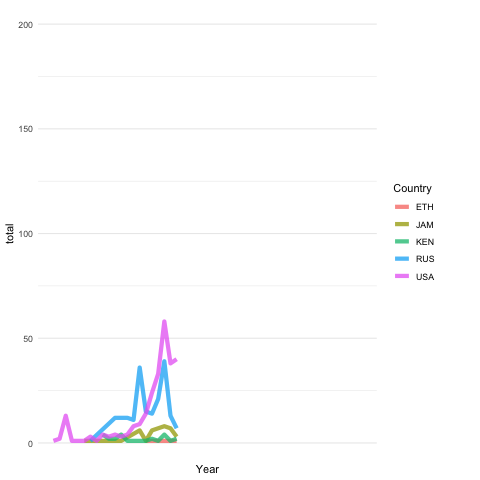 200
150
100
50
0
total
Year
Country
ETH
JAM
KEN
RUS
USA